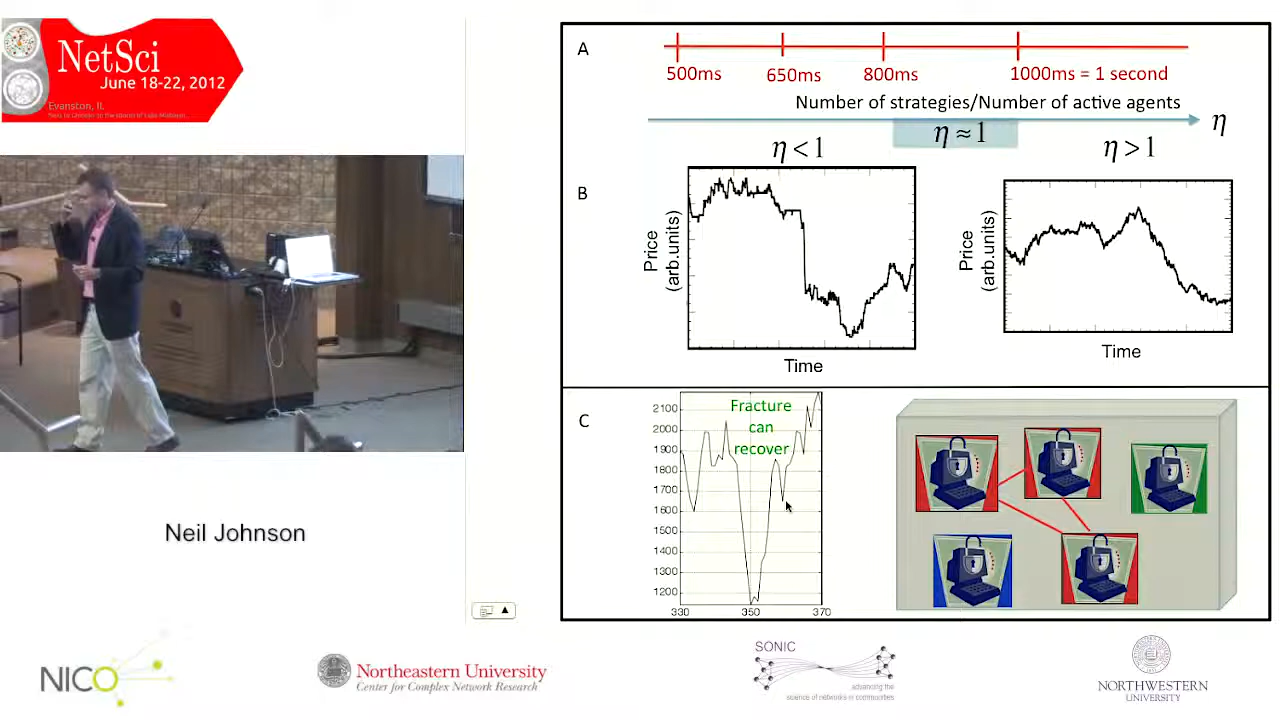 NetSci
June 18-22, 2012
Evanston, IL
Neil Johnson
A
500ms
650ms
800ms
1000ms = 1 second
Number of strategies/Number of active agents
η
η < 1
η ≈ 1
η > 1
B
Price
(arb.units)
Time
Price
(arb.units)
Time
C
Fracture
can
recover
2100
2000
1900
1800
1700
1600
1500
1400
1300
1200
330
350
370
NICO
Northeastern University
Center for Complex Network Research
SONIC
advancing the
science of networks in communities
NORTHWESTERN
UNIVERSITY